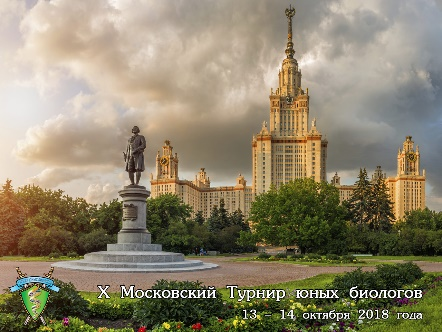 X Московский Турнир юных биологов
13 – 14 октября 2018 года